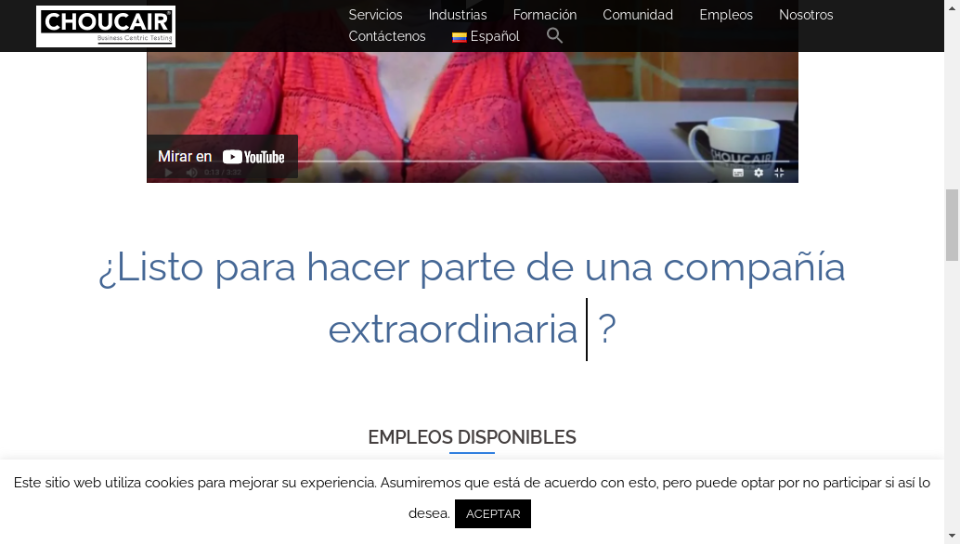 CHOUCAIR
Business Centric Testing
Servicios Industrias Formación Comunidad Empleos Nosotros
Contáctenos Español
CHOUCAIR
Mirar en YouTube
0:13 / 3:33
¿Listo para hacer parte de una compañía
extraordinaria ?
EMPLEOS DISPONIBLES
Este sitio web utiliza cookies para mejorar su experiencia. Asumiremos que está de acuerdo con esto, pero puede optar por no participar si así lo
desea. ACEPTAR